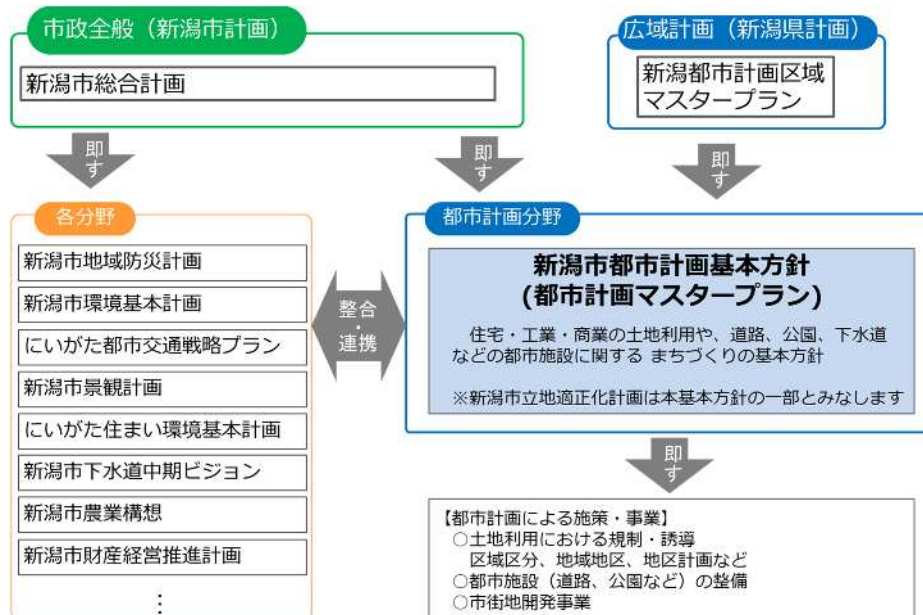 市政全般（新潟市計画）
新潟市総合計画
広域計画（新潟県計画）
新潟都市計画区域
マスタープラン
即す
即す
即す
各分野
新潟市地域防災計画
新潟市環境基本計画
にいがた都市交通戦略プラン
新潟市景観計画
にいがた住まい環境基本計画
新潟市下水道中期ビジョン
新潟市農業構想
新潟市財産経営推進計画
⋮
整合
・
連携
都市計画分野
新潟市都市計画基本方針
(都市計画マスタープラン)
住宅・工業・商業の土地利用や、道路、公園、下水道
などの都市施設に関する まちづくりの基本方針
※新潟市立地適正化計画は本基本方針の一部とみなします
即す
【都市計画による施策・事業】
○土地利用における規制・誘導
区域区分、地域地区、地区計画など
○都市施設（道路、公園など）の整備
○市街地開発事業